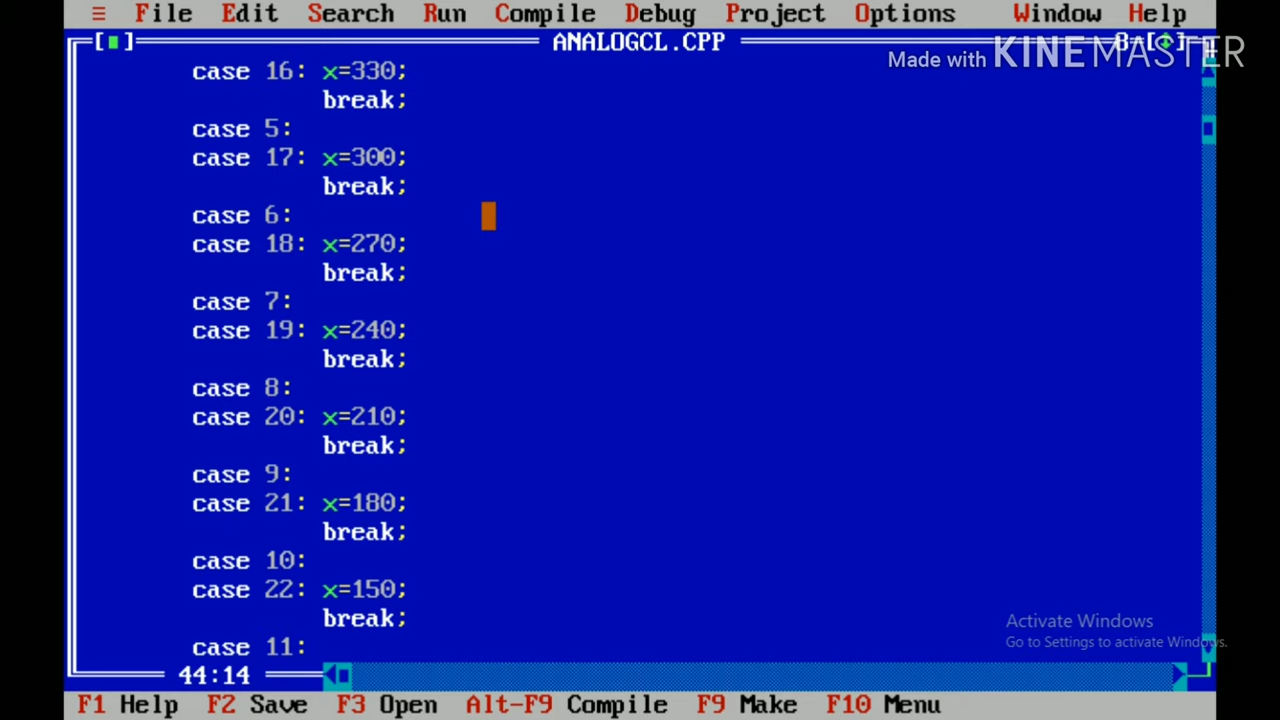 ≡ File Edit Search Run Compile Debug Project Options Window Help
[■] ANALOGCL.CPP 8=[↕]
Made with KINEMASTER
case 16: x=330;
break;
case 5:
case 17: x=300;
break;
case 6:
case 18: x=270;
break;
case 7:
case 19: x=240;
break;
case 8:
case 20: x=210;
break;
case 9:
case 21: x=180;
break;
case 10:
case 22: x=150;
break;
case 11:
Activate Windows
Go to Settings to activate Windows.
44:14
F1 Help F2 Save F3 Open Alt-F9 Compile F9 Make F10 Menu